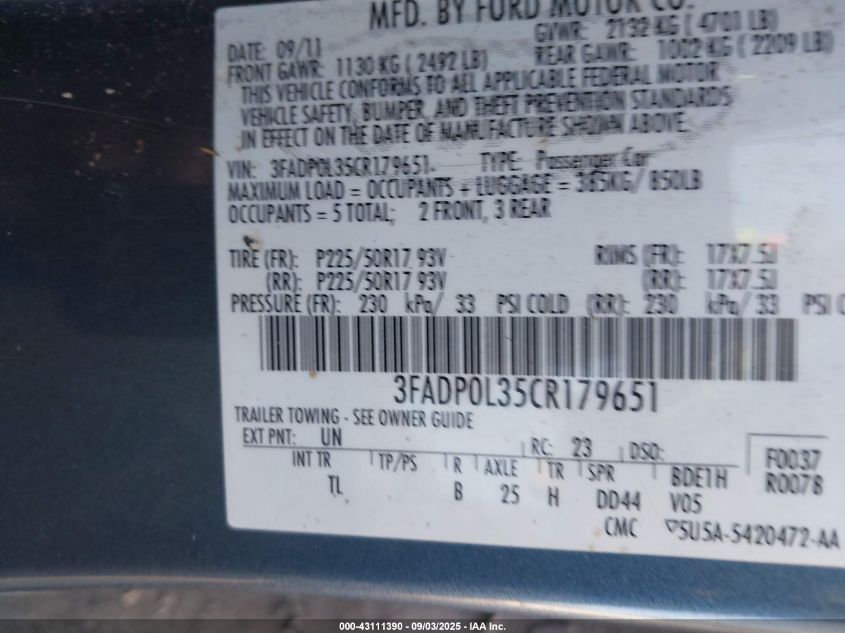 MFD. BY FORD MOTOR CO.
DATE: 09/11 GVWR: 2132 KG ( 4701 LB)
FRONT GAWR: 1130 KG ( 2492 LB) REAR GAWR: 1002 KG ( 2209 LB)
THIS VEHICLE CONFORMS TO ALL APPLICABLE FEDERAL MOTOR
VEHICLE SAFETY, BUMPER, AND THEFT PREVENTION STANDARDS
IN EFFECT ON THE DATE OF MANUFACTURE SHOWN ABOVE.
VIN: 3FADP0L35CR179651 TYPE: Passenger Car
MAXIMUM LOAD = OCCUPANTS + LUGGAGE = 385KG/ 850LB
OCCUPANTS = 5 TOTAL; 2 FRONT, 3 REAR
TIRE (FR): P225/50R17 93V RIMS (FR): 17X7.5J
(RR): P225/50R17 93V (RR): 17X7.5J
PRESSURE (FR): 230 kPa/ 33 PSI COLD (RR): 230 kPa/ 33 PSI C
3FADP0L35CR179651
TRAILER TOWING - SEE OWNER GUIDE
EXT PNT: UN RC: 23 DSO: F0037
INT TR TP/PS R AXLE TR SPR BDE1H R0078
TL B 25 H DD44 V05
CMC ▽5U5A-5420472-AA
000-43111390 - 09/03/2025 - IAA, Inc.